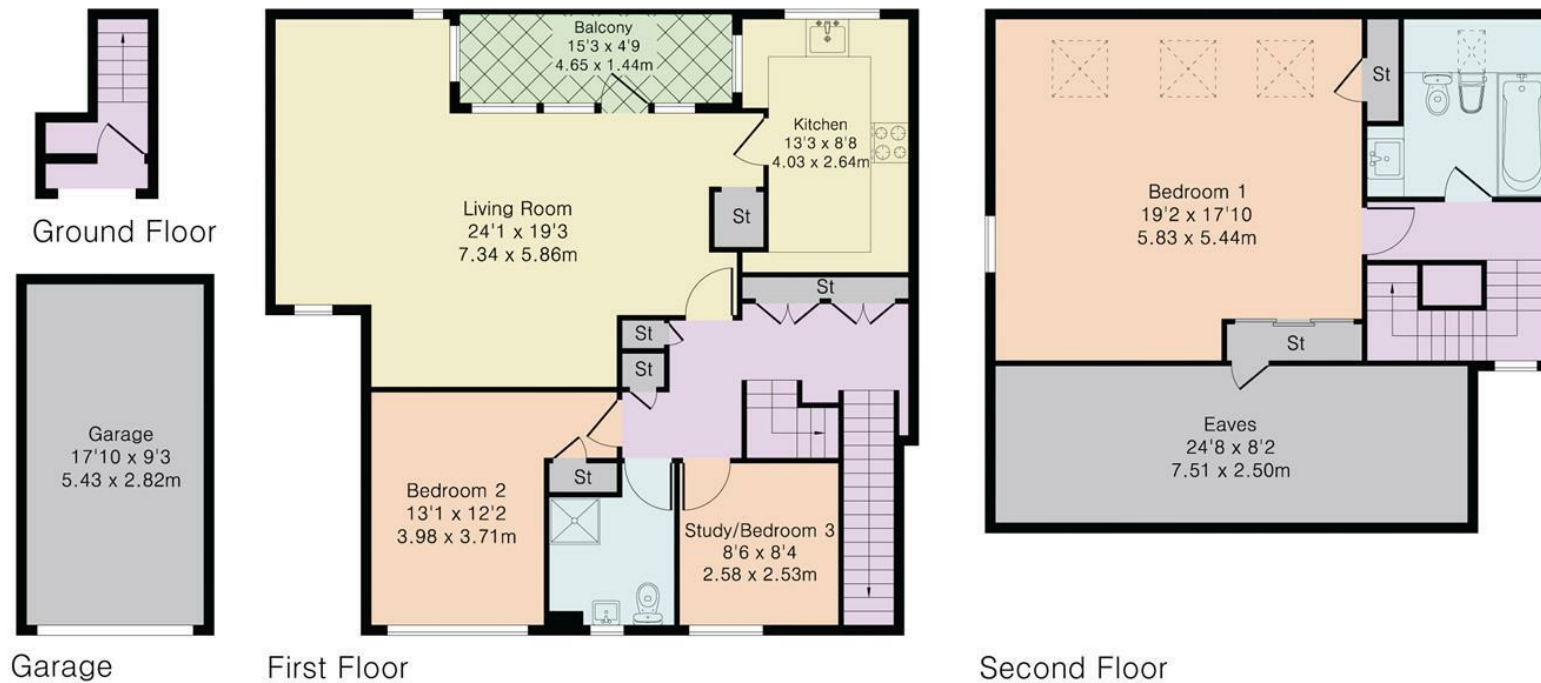 Ground Floor
Garage
17'10 x 9'3
5.43 x 2.82m
Garage
Balcony
15'3 x 4'9
4.65 x 1.44m
Kitchen
13'3 x 8'8
4.03 x 2.64m
Living Room
24'1 x 19'3
7.34 x 5.86m
St
St
St
St
Bedroom 2
13'1 x 12'2
3.98 x 3.71m
St
Study/Bedroom 3
8'6 x 8'4
2.58 x 2.53m
First Floor
St
Bedroom 1
19'2 x 17'10
5.83 x 5.44m
St
Eaves
24'8 x 8'2
7.51 x 2.50m
Second Floor